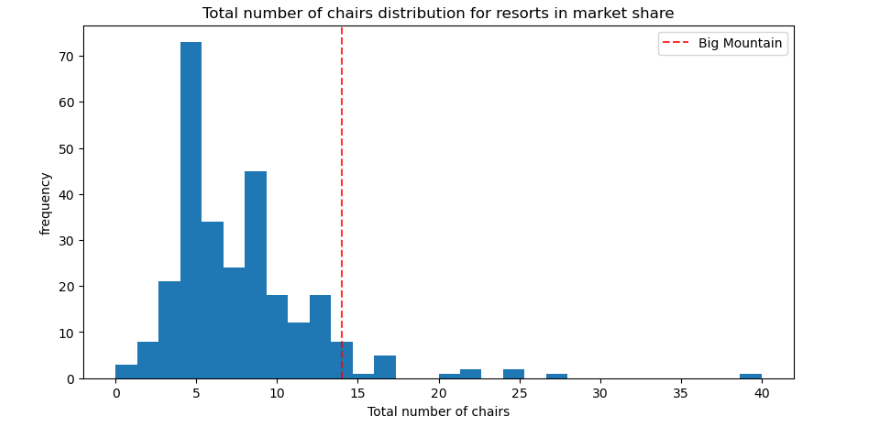 Total number of chairs distribution for resorts in market share
Big Mountain
70
60
50
40
30
20
10
0
frequency
0 5 10 15 20 25 30 35 40
Total number of chairs